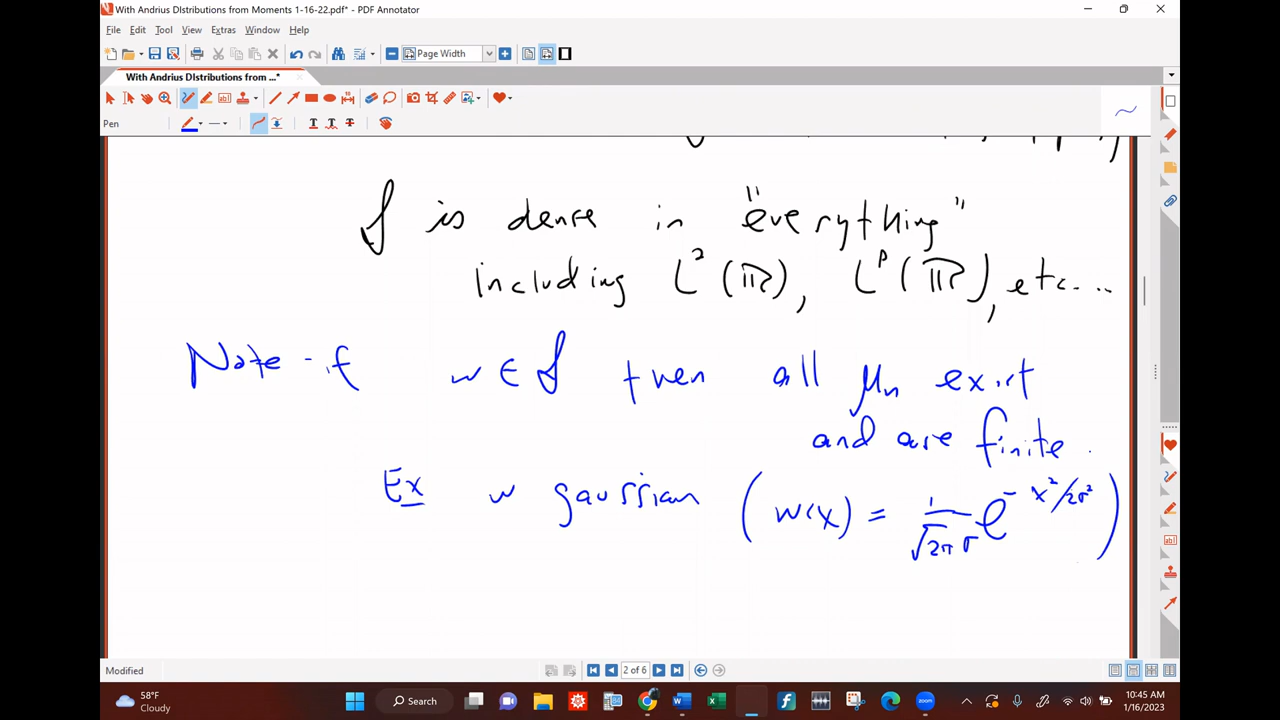 With Andrius DIstributions from Moments 1-16-22.pdf* - PDF Annotator
File Edit Tool View Extras Window Help
Page Width
With Andrius DIstributions from ...*
Pen
𝒮 is dense in "everything"
including L²(ℝ), Lᵖ(ℝ), etc...
Note - if w ∈ 𝒮 then all μₙ exist
and are finite.
Ex w gaussian ( w(x) = 1/√2π σ e^{-x²/2σ²} )
Modified
2 of 6
58°F
Cloudy
Search
zoom
10:45 AM
1/16/2023